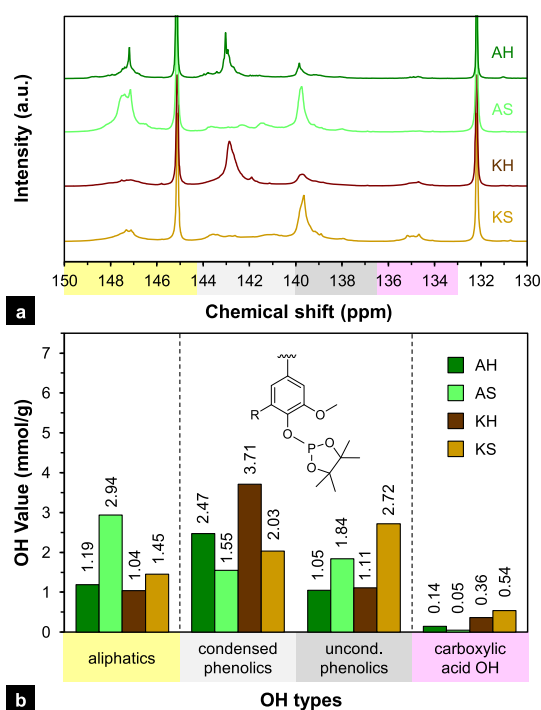 AH
AS
KH
KS
Intensity (a.u.)
150 148 146 144 142 140 138 136 134 132 130
Chemical shift (ppm)
a
7
6
5
4
3
2
1
0
OH Value (mmol/g)
R
O
O
P
O
O
AH
AS
KH
KS
1.19 2.94 1.04 1.45
2.47 1.55 3.71 2.03
1.05 1.84 1.11 2.72
0.14 0.05 0.36 0.54
aliphatics
condensed
phenolics
uncond.
phenolics
carboxylic
acid OH
OH types
b